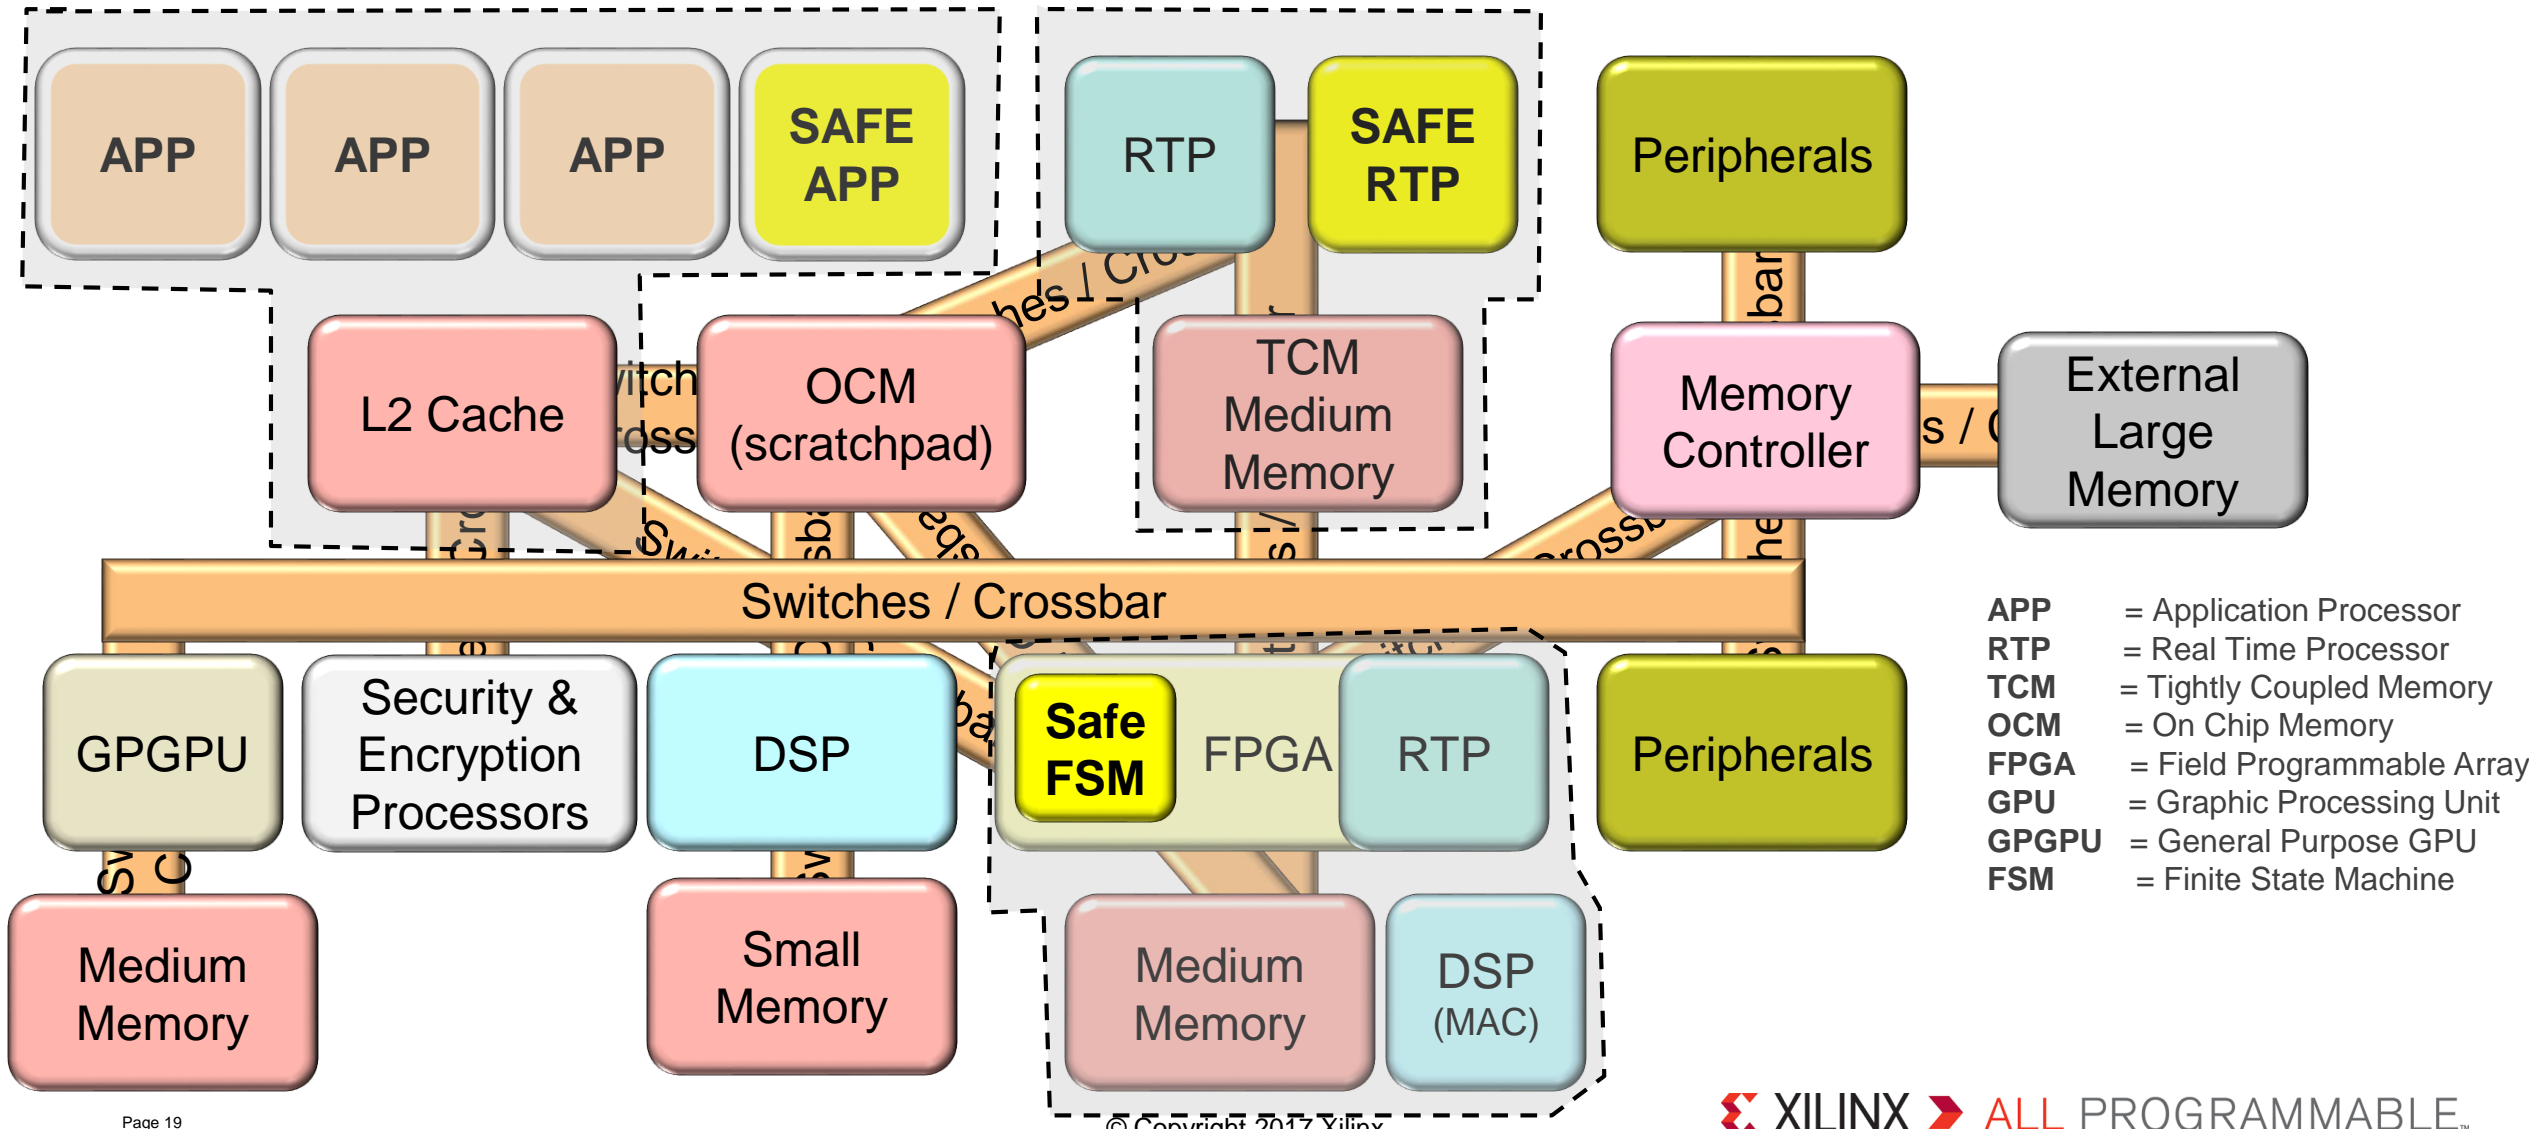 APP
APP
APP
SAFE
APP
RTP
SAFE
RTP
Peripherals
L2 Cache
OCM
(scratchpad)
TCM
Medium
Memory
Memory
Controller
External
Large
Memory
Switches / Crossbar
GPGPU
Security &
Encryption
Processors
DSP
Safe
FSM
FPGA
RTP
Peripherals
Medium
Memory
Small
Memory
Medium
Memory
DSP
(MAC)
APP = Application Processor
RTP = Real Time Processor
TCM = Tightly Coupled Memory
OCM = On Chip Memory
FPGA = Field Programmable Array
GPU = Graphic Processing Unit
GPGPU = General Purpose GPU
FSM = Finite State Machine
Page 19
© Copyright 2017 Xilinx
XILINX ALL PROGRAMMABLE™